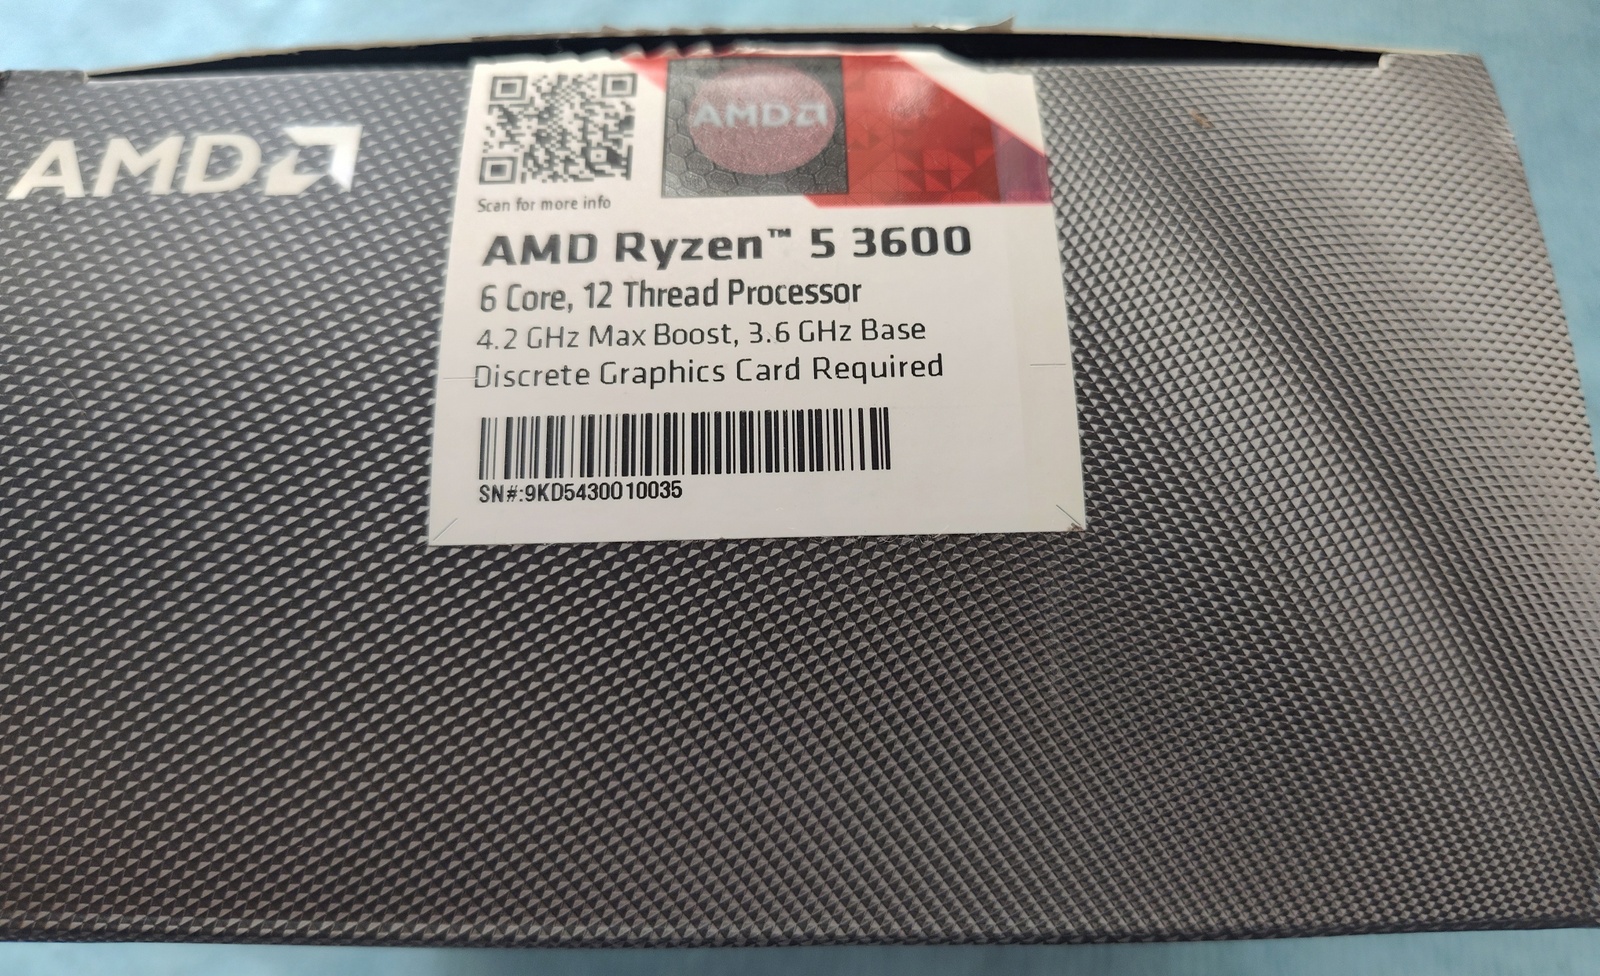 AMD
AMD
Scan for more info
AMD Ryzen™ 5 3600
6 Core, 12 Thread Processor
4.2 GHz Max Boost, 3.6 GHz Base
Discrete Graphics Card Required
SN#:9KD5430010035